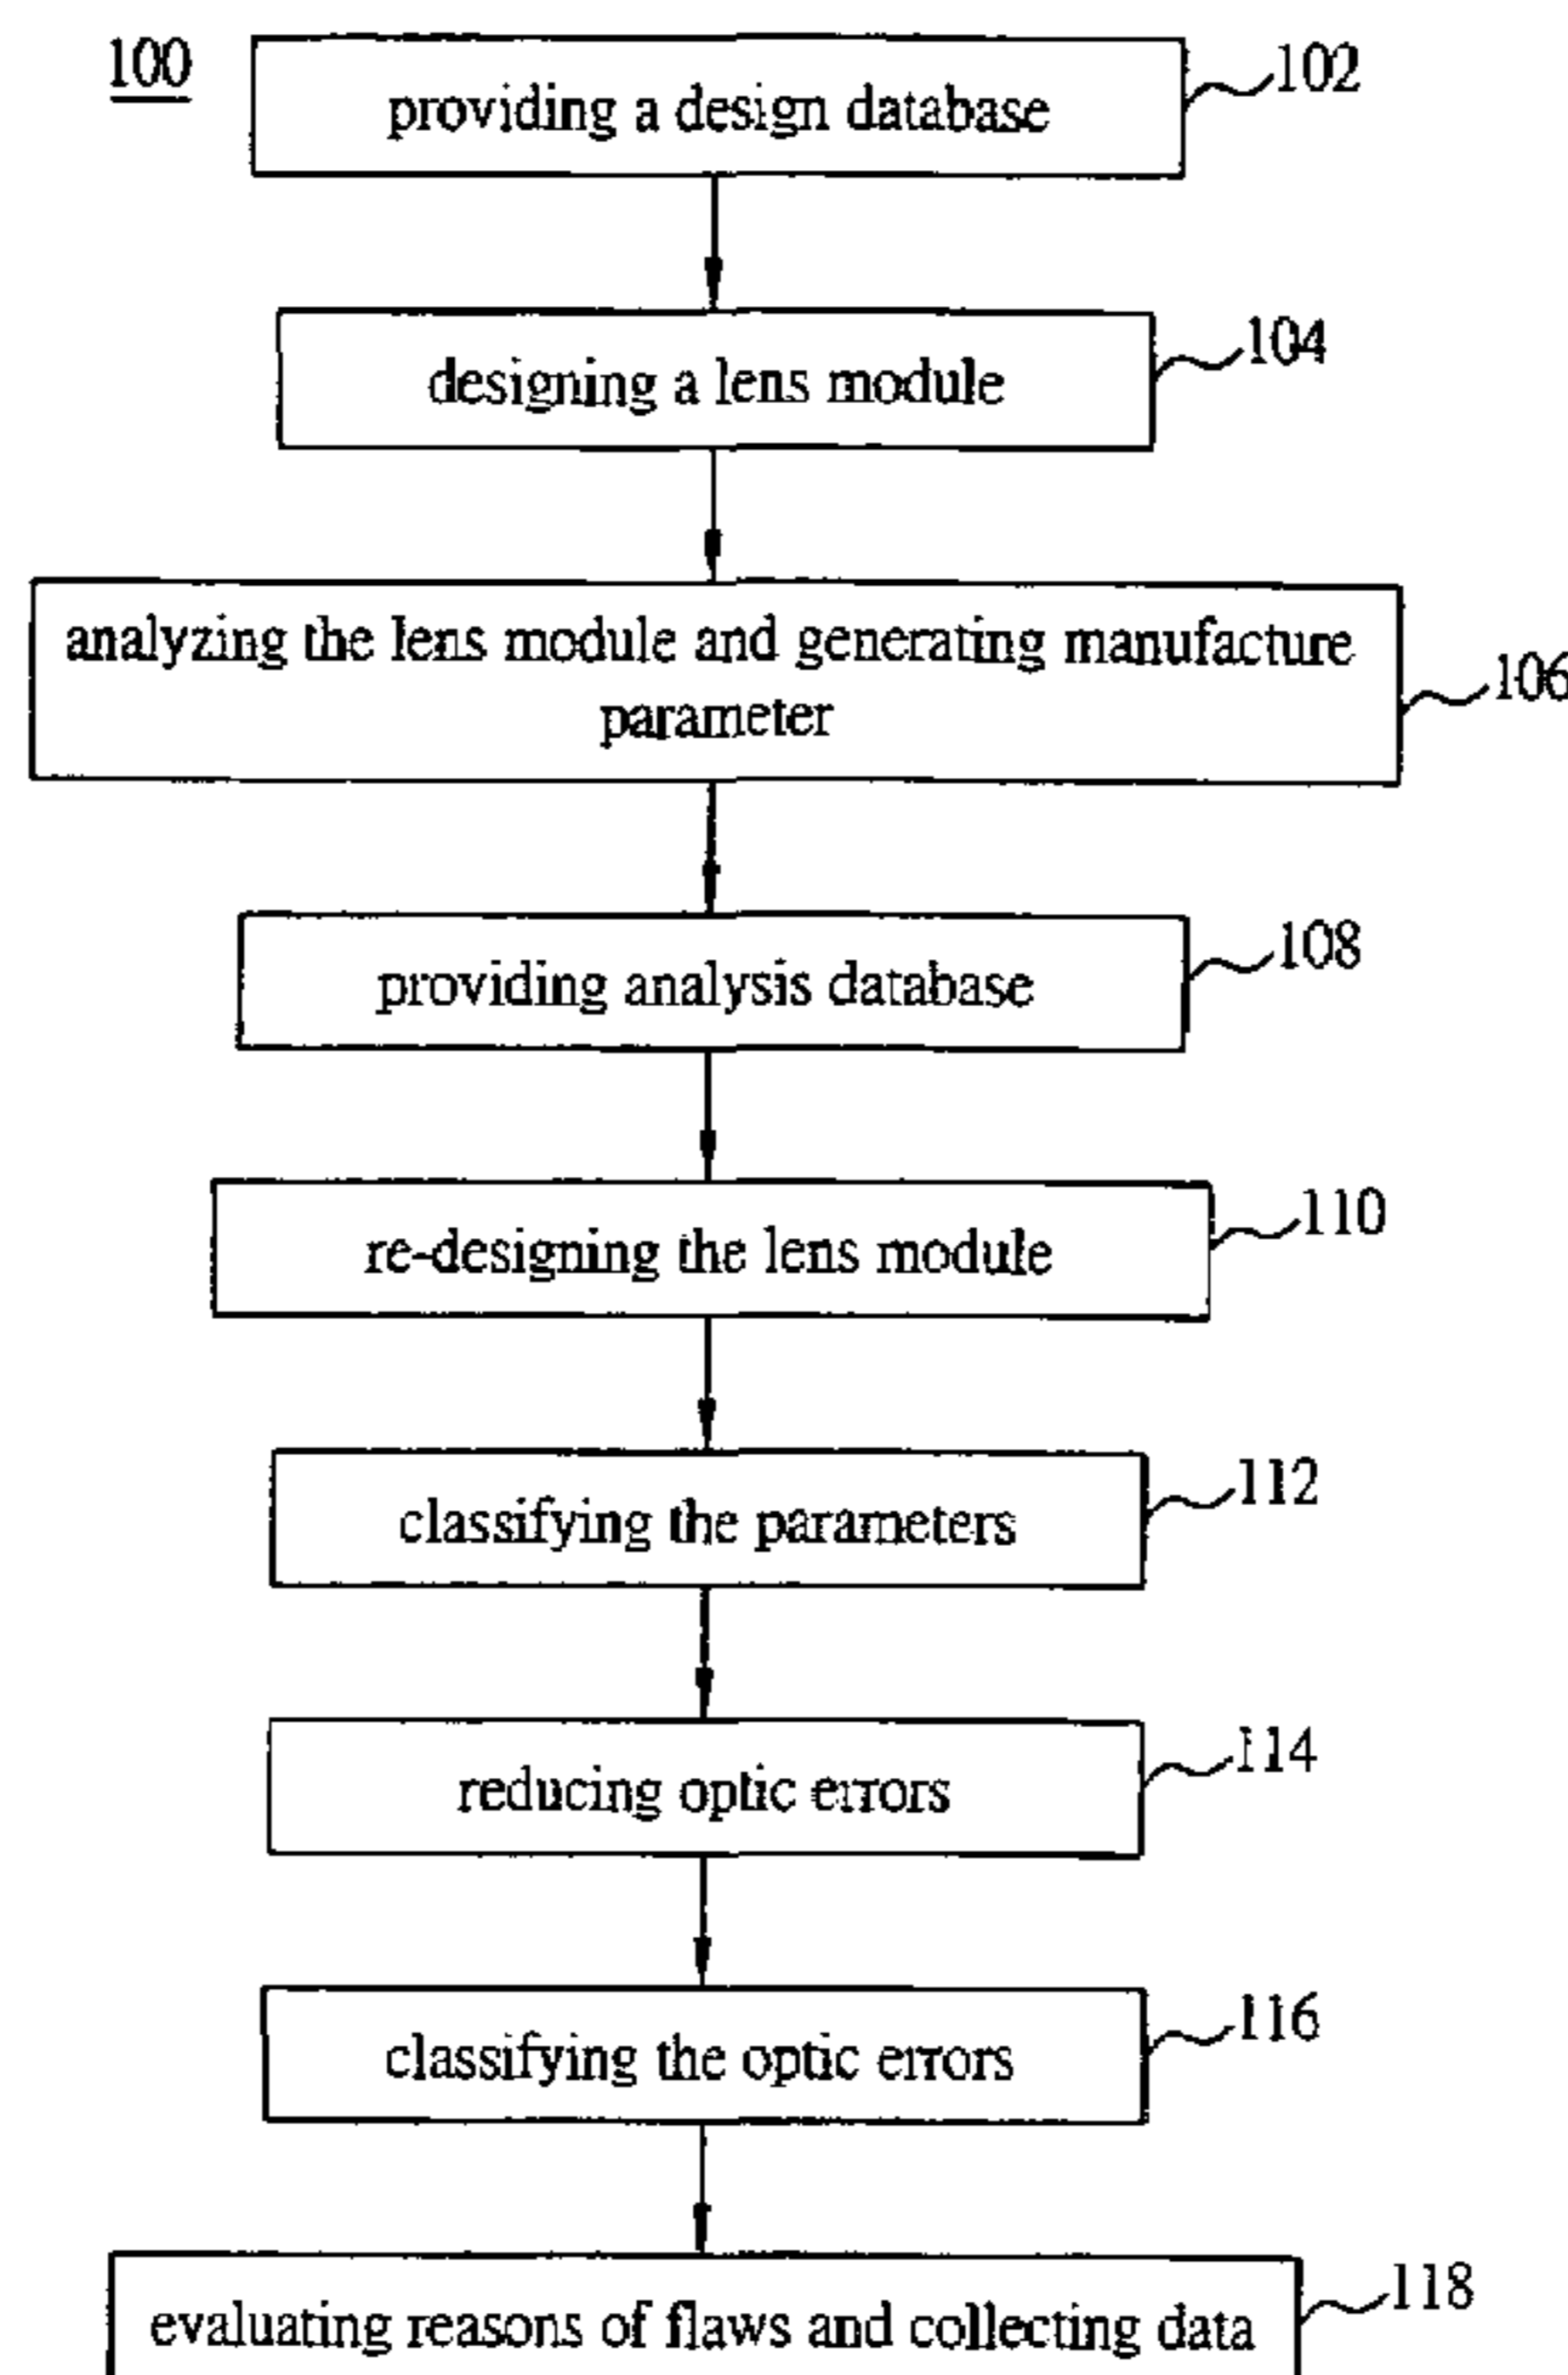 100
providing a design database
102
designing a lens module
104
analyzing the lens module and generating manufacture
parameter
106
providing analysis database
108
re-designing the lens module
110
classifying the parameters
112
reducing optic errors
114
classifying the optic errors
116
evaluating reasons of flaws and collecting data
118